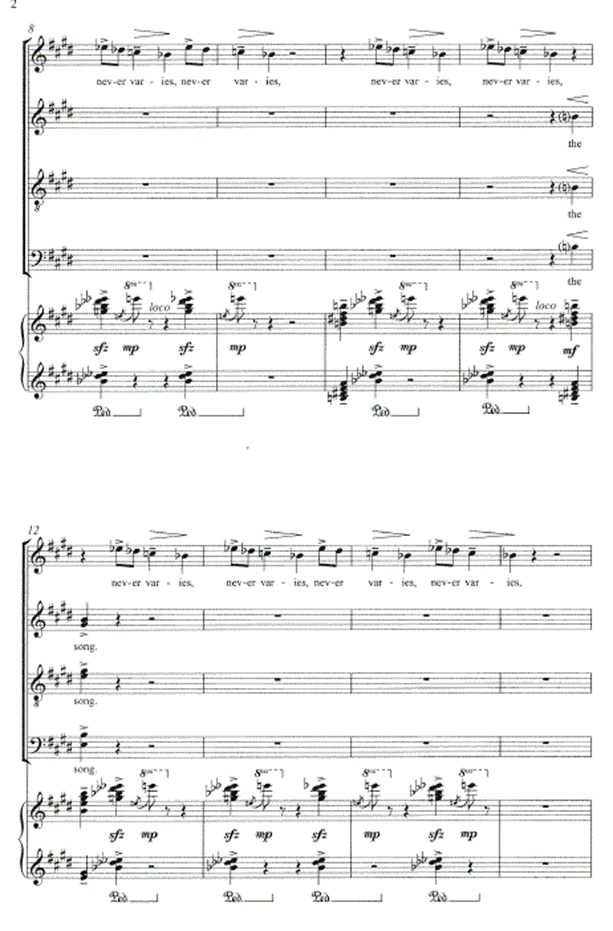 2
8
nev-er var - ies, nev-er var - ies, nev-er var - ies, nev-er var - ies,
the
the
the
8va 8va 8va
loco loco
sfz mp sfz mp sfz mp sfz mp mf
Ped. Ped. Ped. Ped.
12
nev-er var - ies, nev-er var - ies, nev-er var - ies, nev-er var - ies,
song.
song.
song.
8va 8va 8va 8va
sfz mp sfz mp sfz mp sfz mp
Ped. Ped. Ped. Ped.